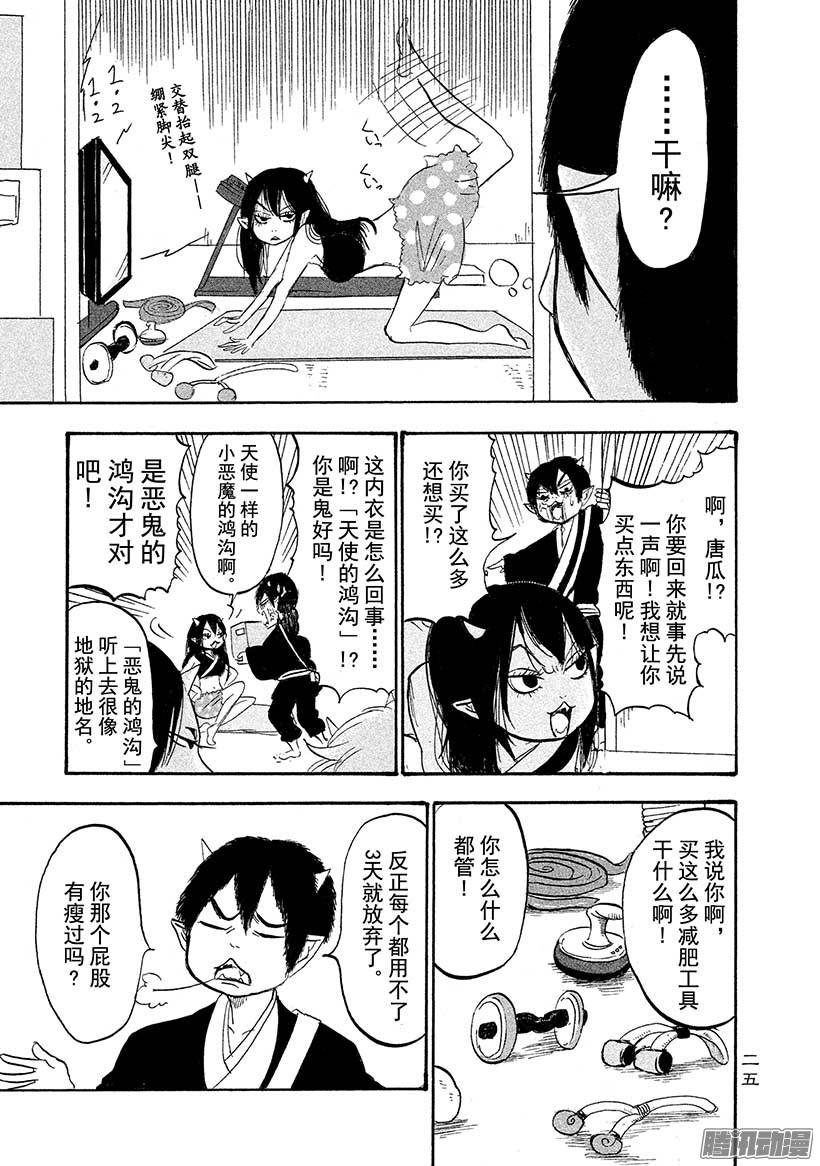 ……干嘛？
交替抬起双腿——
绷紧脚尖！
1．2
1．2
啊，唐瓜！？
你要回来就事先说
一声啊！我想让你
买点东西呢！
你买了这么多
还想买！？
这内衣是怎么回事……
啊！？「天使的鸿沟」！？
你是鬼好吗！
天使一样的
小恶魔的鸿沟啊。
是恶鬼的
鸿沟才对
吧！
「恶鬼的鸿沟」
听上去很像
地狱的地名。
我说你啊，
买这么多减肥工具
干什么啊！
你怎么什么
都管！
反正每个都用不了
3天就放弃了。
你那个屁股
有瘦过吗？
二五
腾讯动漫